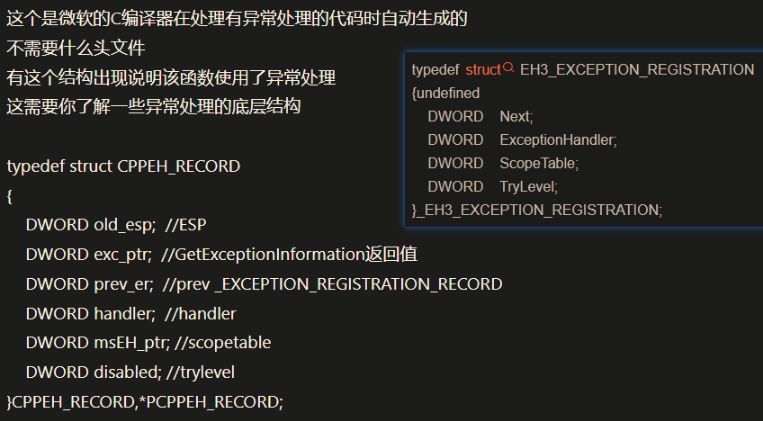 这个是微软的C编译器在处理有异常处理的代码时自动生成的
不需要什么头文件
有这个结构出现说明该函数使用了异常处理
这需要你了解一些异常处理的底层结构
typedef struct CPPEH_RECORD
{
DWORD old_esp; //ESP
DWORD exc_ptr; //GetExceptionInformation返回值
DWORD prev_er; //prev _EXCEPTION_REGISTRATION_RECORD
DWORD handler; //handler
DWORD msEH_ptr; //scopetable
DWORD disabled; //trylevel
}CPPEH_RECORD,*PCPPEH_RECORD;
typedef struct EH3_EXCEPTION_REGISTRATION
{undefined
DWORD Next;
DWORD ExceptionHandler;
DWORD ScopeTable;
DWORD TryLevel;
}_EH3_EXCEPTION_REGISTRATION;